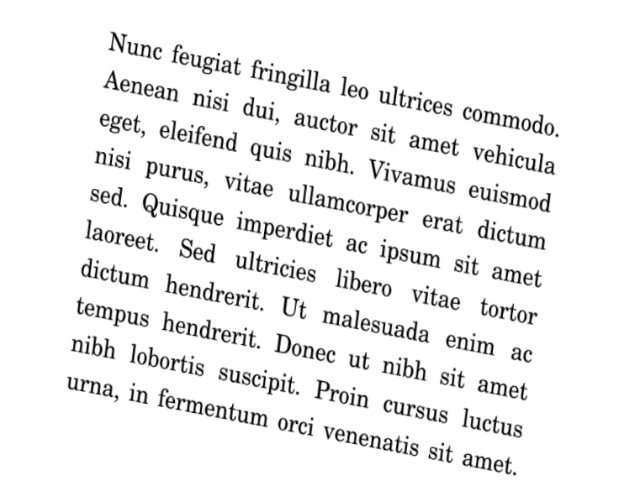 Nunc feugiat fringilla leo ultrices commodo.
Aenean nisi dui, auctor sit amet vehicula
eget, eleifend quis nibh. Vivamus euismod
nisi purus, vitae ullamcorper erat dictum
sed. Quisque imperdiet ac ipsum sit amet
laoreet. Sed ultricies libero vitae tortor
dictum hendrerit. Ut malesuada enim ac
tempus hendrerit. Donec ut nibh sit amet
nibh lobortis suscipit. Proin cursus luctus
urna, in fermentum orci venenatis sit amet.